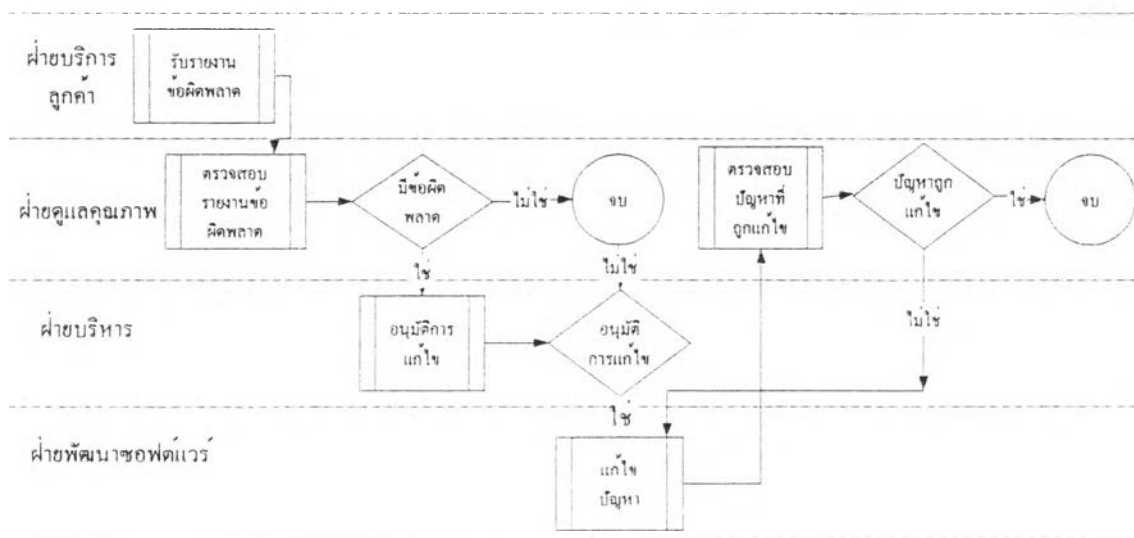 ฝ่ายบริการ
ลูกค้า
รับรายงาน
ข้อผิดพลาด
ฝ่ายดูแลคุณภาพ
ตรวจสอบ
รายงานข้อ
ผิดพลาด
มีข้อผิด
พลาด
ไม่ใช่
จบ
ตรวจสอบ
ปัญหาที่
ถูกแก้ไข
ปัญหาถูก
แก้ไข
ใช่
จบ
ใช่
ไม่ใช่
ไม่ใช่
ฝ่ายบริหาร
อนุมัติการ
แก้ไข
อนุมัติ
การแก้ไข
ใช่
ฝ่ายพัฒนาซอฟต์แวร์
แก้ไข
ปัญหา